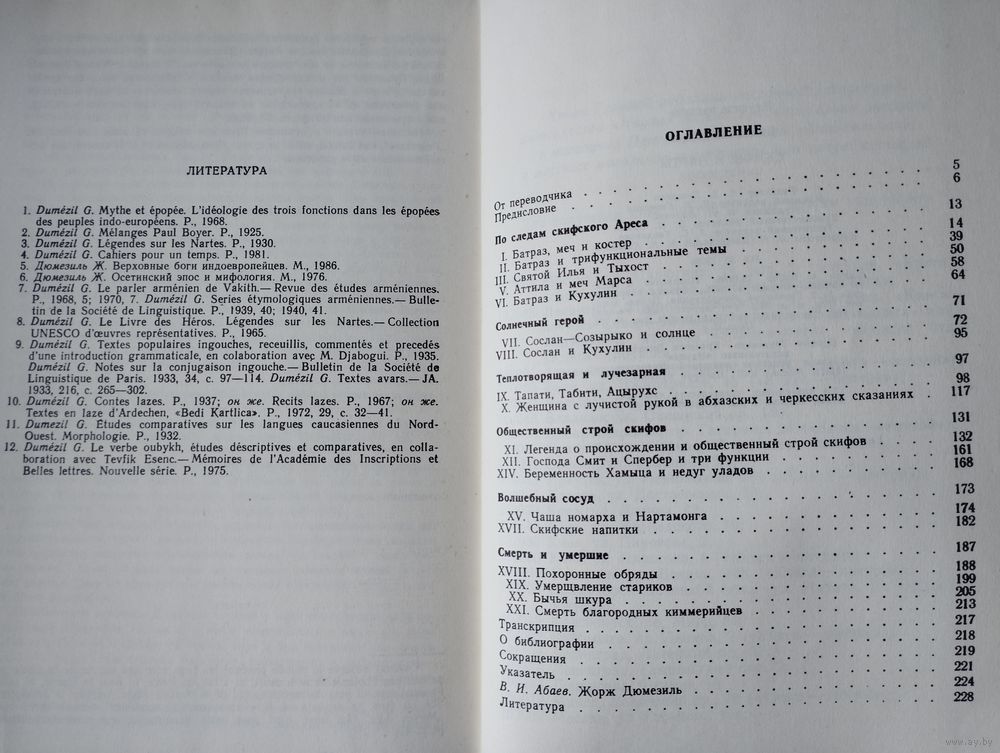 ЛИТЕРАТУРА
1. Dumézil G. Mythe et épopée. L'idéologie des trois fonctions dans les épopées
des peuples indo-européens. P., 1968.
2. Dumézil G. Mélanges Paul Boyer. P., 1925.
3. Dumézil G. Légendes sur les Nartes. P., 1930.
4. Dumézil G. Cahiers pour un temps. P., 1981.
5. Дюмезиль Ж. Верховные боги индоевропейцев. М., 1986.
6. Дюмезиль Ж. Осетинский эпос и мифология. М., 1976.
7. Dumézil G. Le parler arménien de Vakith.— Revue des études arméniennes.
P., 1968, 5; 1970, 7. Dumézil G. Series étymologiques arméniennes.— Bulle-
tin de la Société de Linguistique. P., 1939, 40; 1940, 41.
8. Dumézil G. Le Livre des Héros. Légendes sur les Nartes.— Collection
UNESCO d'œuvres représentatives. P., 1965.
9. Dumézil G. Textes populaires ingouches, receuillis, commentés et precedés
d'une introduction grammaticale, en colaboration avec M. Djabogui. P., 1935.
Dumézil G. Notes sur la conjugaison ingouche.— Bulletin de la Société de
Linguistique de Paris. 1933, 34, с. 97—114. Dumézil G. Textes avars.— JA.
1933, 216, с. 265—302.
10. Dumézil G. Contes lazes. P., 1937; он же. Recits lazes. P., 1967; он же.
Textes en laze d'Ardechen, «Bedi Kartlica». P., 1972, 29, с. 32—41.
11. Dumezil G. Études comparatives sur les langues caucasiennes du Nord-
Ouest. Morphologie. P., 1932.
12. Dumézil G. Le verbe oubykh, études déscriptives et comparatives, en colla-
boration avec Tevfik Esenc.— Mémoires de l'Académie des Inscriptions et
Belles lettres. Nouvelle série. P., 1975.
ОГЛАВЛЕНИЕ
От переводчика . . . 5
Предисловие . . . 6
По следам скифского Ареса . . . 13
I. Батраз, меч и костер . . . 14
II. Батраз и трифункциональные темы . . . 39
III. Святой Илья и Тыхост . . . 50
V. Аттила и меч Марса . . . 58
VI. Батраз и Кухулин . . . 64
Солнечный герой . . . 71
VII. Сослан—Созырыко и солнце . . . 72
VIII. Сослан и Кухулин . . . 95
Теплотворящая и лучезарная . . . 97
IX. Тапати, Табити, Ацырухс . . . 98
X. Женщина с лучистой рукой в абхазских и черкесских сказаниях . 117
Общественный строй скифов . . . 131
XI. Легенда о происхождении и общественный строй скифов . . . 132
XII. Господа Смит и Спербер и три функции . . . 161
XIV. Беременность Хамыца и недуг уладов . . . 168
Волшебный сосуд . . . 173
XV. Чаша номарха и Нартамонга . . . 174
XVII. Скифские напитки . . . 182
Смерть и умершие . . . 187
XVIII. Похоронные обряды . . . 188
XIX. Умерщвление стариков . . . 199
XX. Бычья шкура . . . 205
XXI. Смерть благородных киммерийцев . . . 213
Транскрипция . . . 217
О библиографии . . . 218
Сокращения . . . 219
Указатель . . . 221
В. И. Абаев. Жорж Дюмезиль . . . 224
Литература . . . 228
www.ay.by